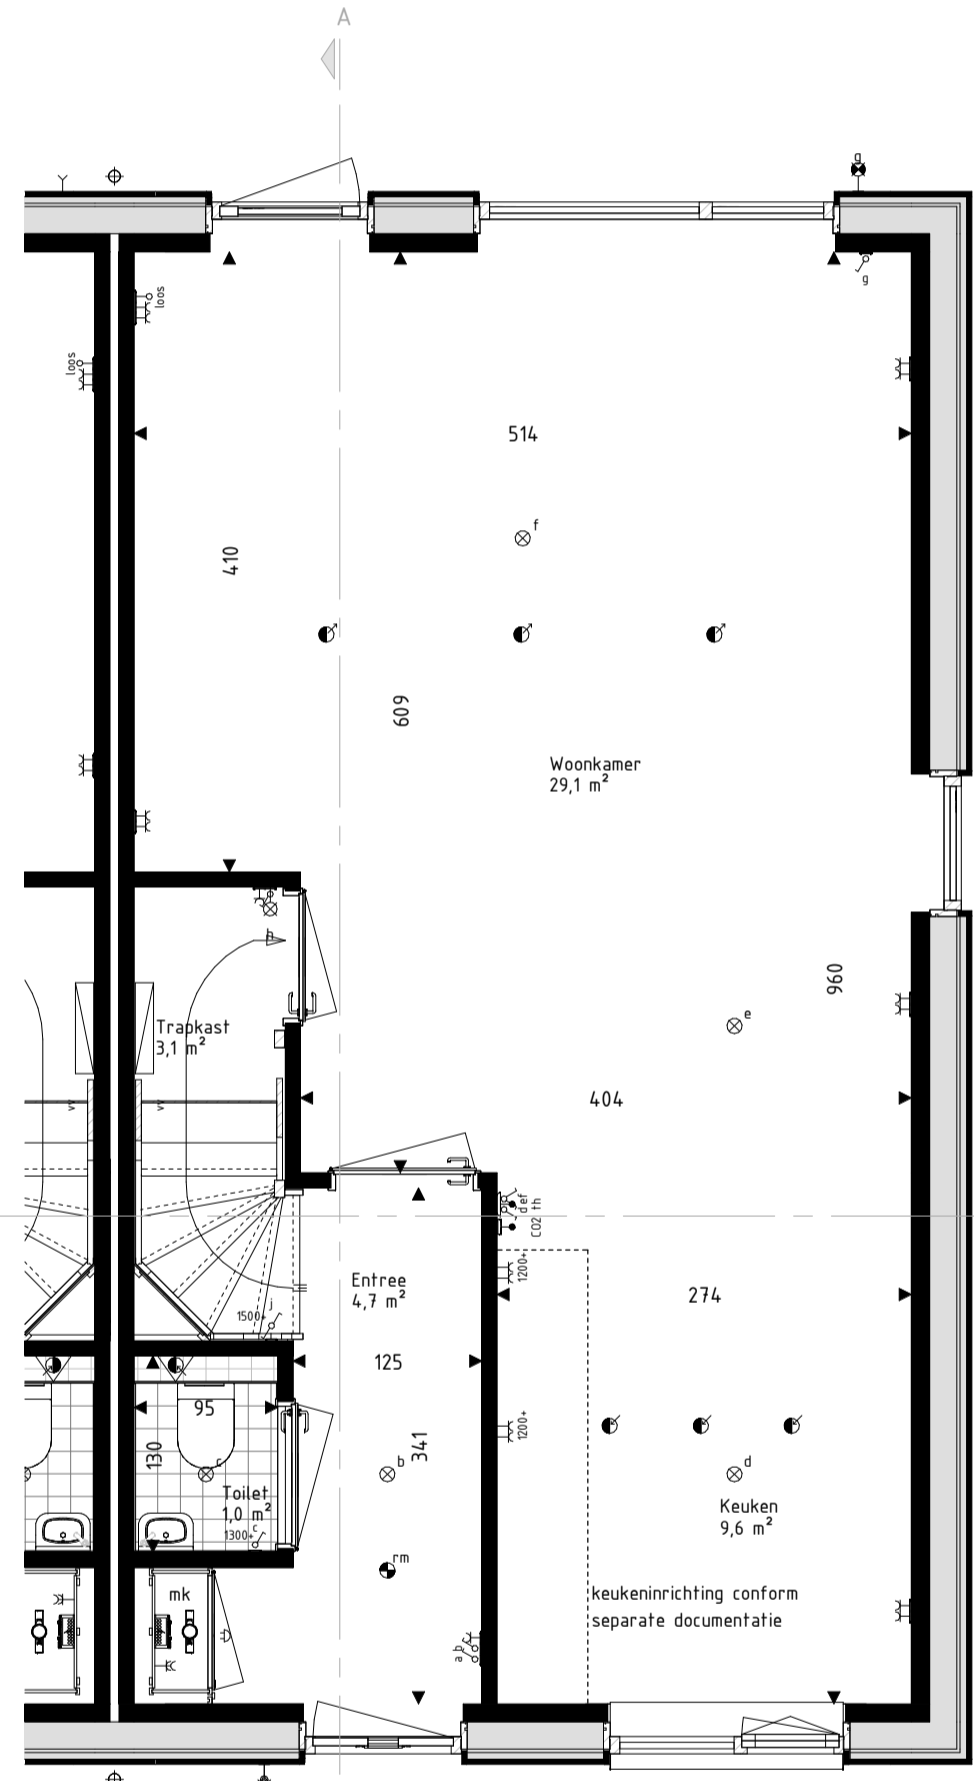 A
g
loos
g
loos
514
f
410
609
Woonkamer
29,1 m²
h
960
Trapkast
3,1 m²
e
404
vv
vv
def
CO2 th
1200+
Entree
4,7 m²
274
j
1500+
125
95
1200+
130
341
c
b
d
Toilet
1,0 m²
c
1300+
Keuken
9,6 m²
rm
mk
keukeninrichting conform
separate documentatie
a b